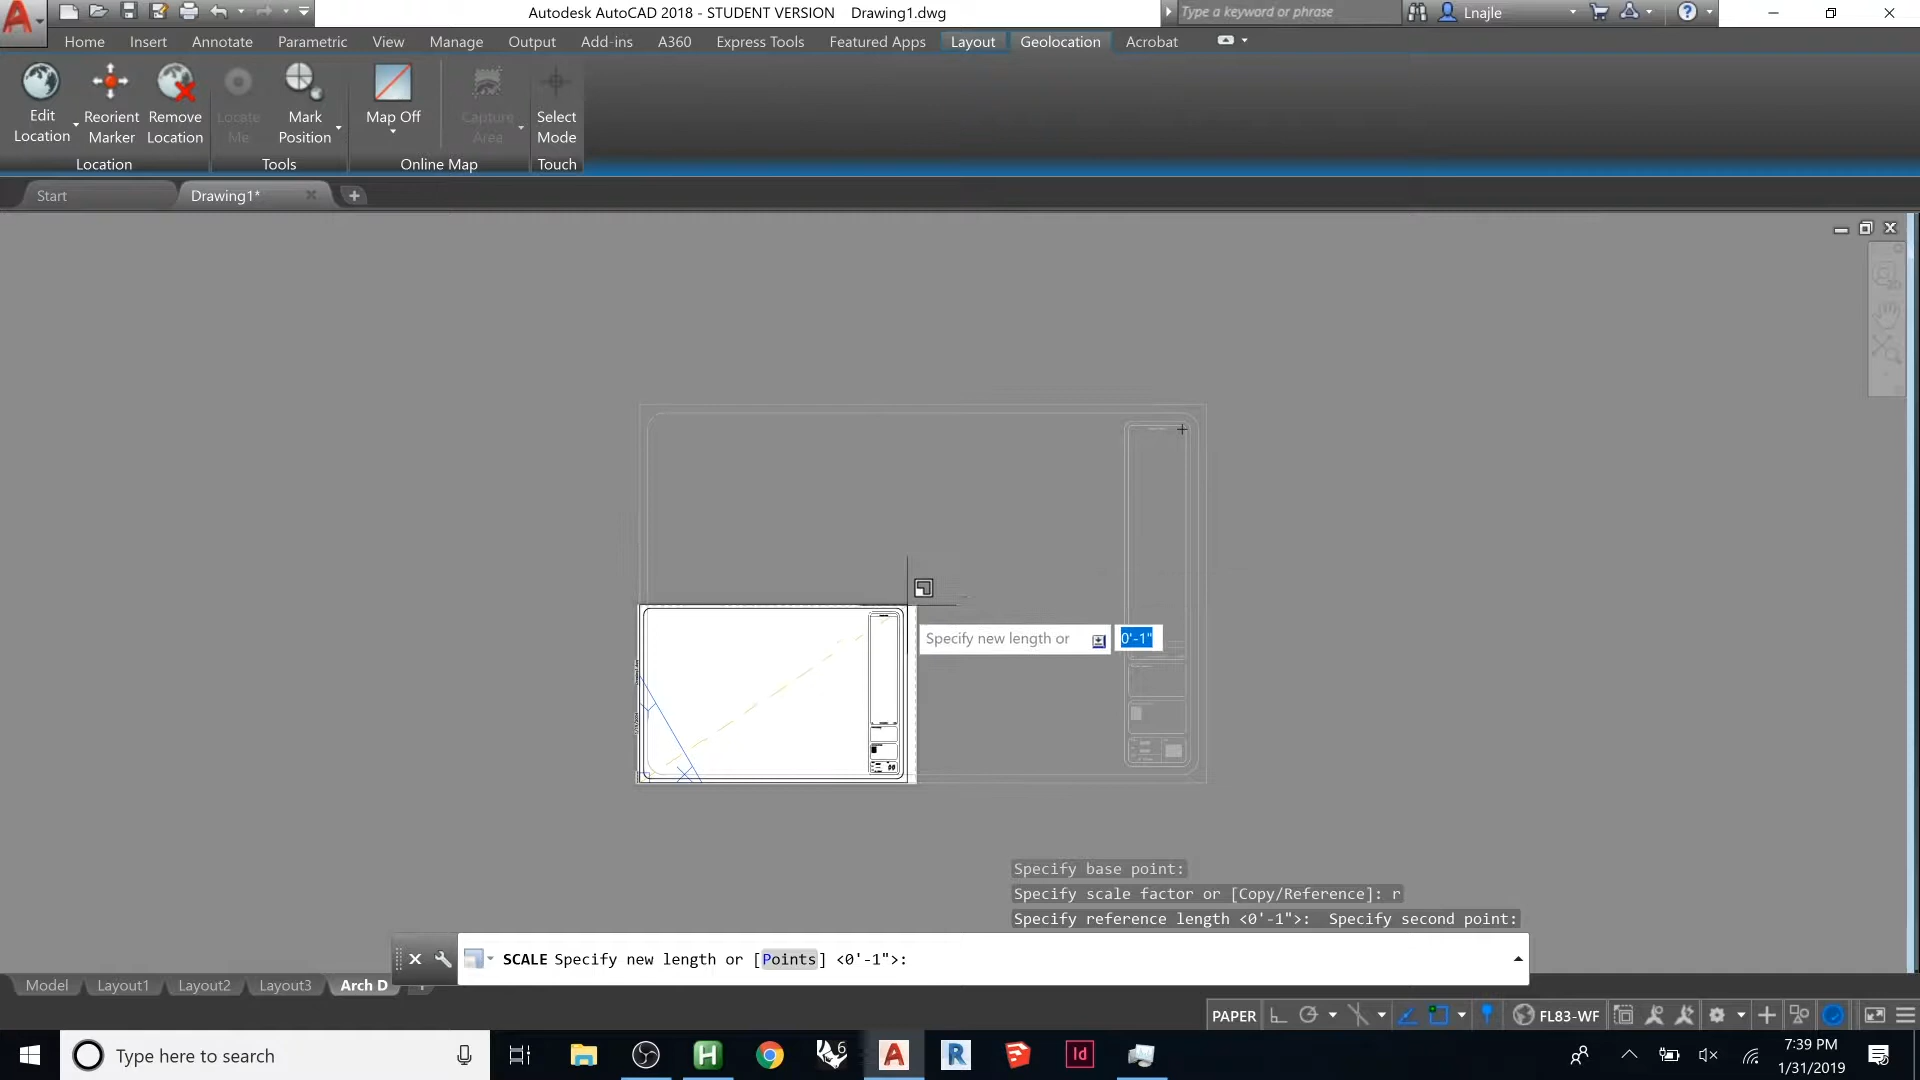 Autodesk AutoCAD 2018 - STUDENT VERSION Drawing1.dwg
Type a keyword or phrase
Lnajle
Home Insert Annotate Parametric View Manage Output Add-ins A360 Express Tools Featured Apps Layout Geolocation Acrobat
Edit Location
Reorient Marker
Remove Location
Locate Me
Mark Position
Map Off
Capture Area
Select Mode
Location Tools Online Map Touch
Start Drawing1*
Specify new length or 0'-1"
Specify base point:
Specify scale factor or [Copy/Reference]: r
Specify reference length <0'-1">: Specify second point:
SCALE Specify new length or [Points] <0'-1">:
Model Layout1 Layout2 Layout3 Arch D
PAPER FL83-WF
Type here to search
7:39 PM
1/31/2019